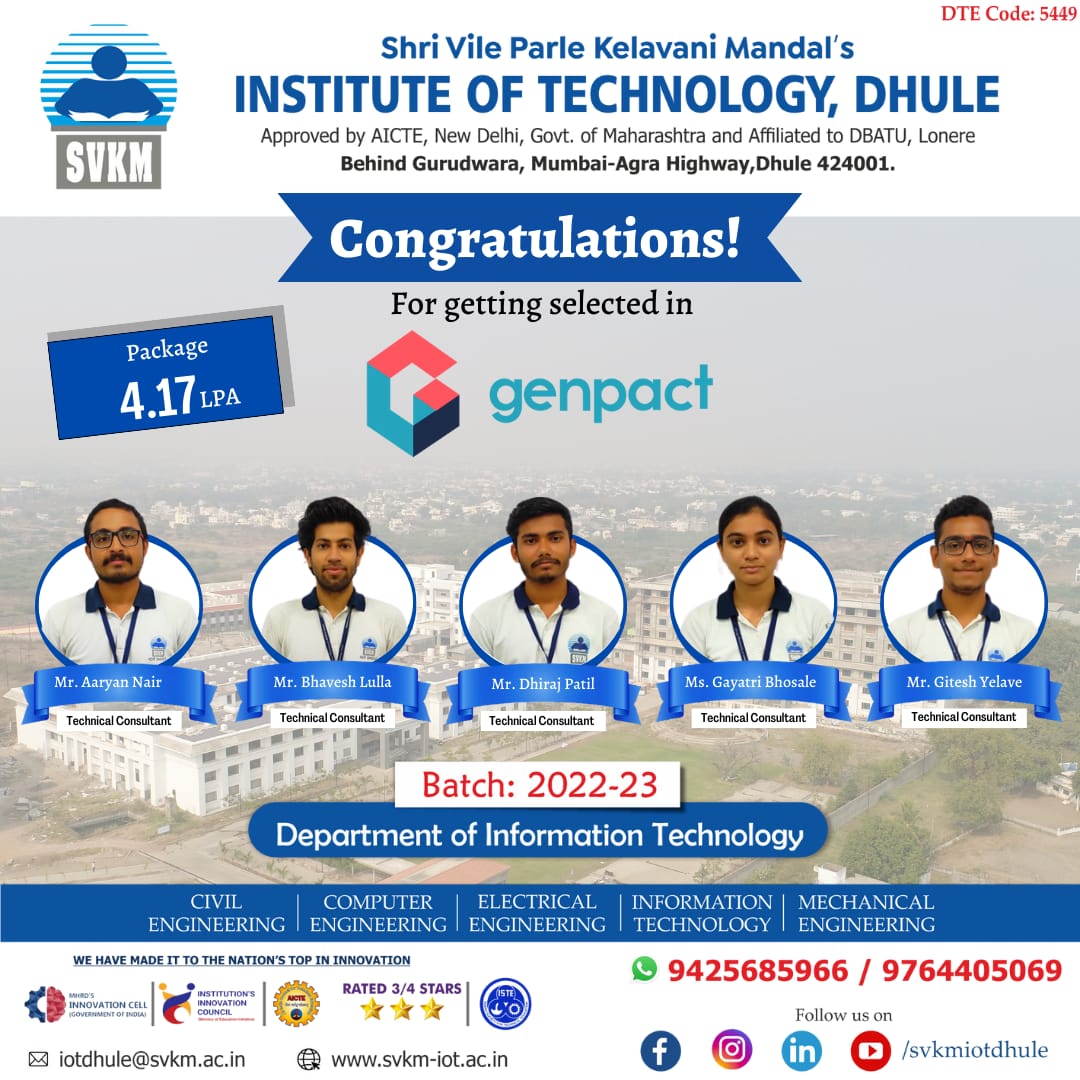 DTE Code: 5449
Shri Vile Parle Kelavani Mandal's
INSTITUTE OF TECHNOLOGY, DHULE
Approved by AICTE, New Delhi, Govt. of Maharashtra and Affiliated to DBATU, Lonere
Behind Gurudwara, Mumbai-Agra Highway,Dhule 424001.
SVKM
Congratulations!
For getting selected in
Package
4.17 LPA
genpact
Mr. Aaryan Nair
Technical Consultant
Mr. Bhavesh Lulla
Technical Consultant
Mr. Dhiraj Patil
Technical Consultant
Ms. Gayatri Bhosale
Technical Consultant
Mr. Gitesh Yelave
Technical Consultant
Batch: 2022-23
Department of Information Technology
CIVIL
ENGINEERING
COMPUTER
ENGINEERING
ELECTRICAL
ENGINEERING
INFORMATION
TECHNOLOGY
MECHANICAL
ENGINEERING
WE HAVE MADE IT TO THE NATION'S TOP IN INNOVATION
MHRD'S
INNOVATION CELL
(GOVERNMENT OF INDIA)
INSTITUTION'S
INNOVATION
COUNCIL
(Ministry of Education Initiative)
AICTE
RATED 3/4 STARS
ISTE
9425685966 / 9764405069
Follow us on
/svkmiotdhule
iotdhule@svkm.ac.in
www.svkm-iot.ac.in